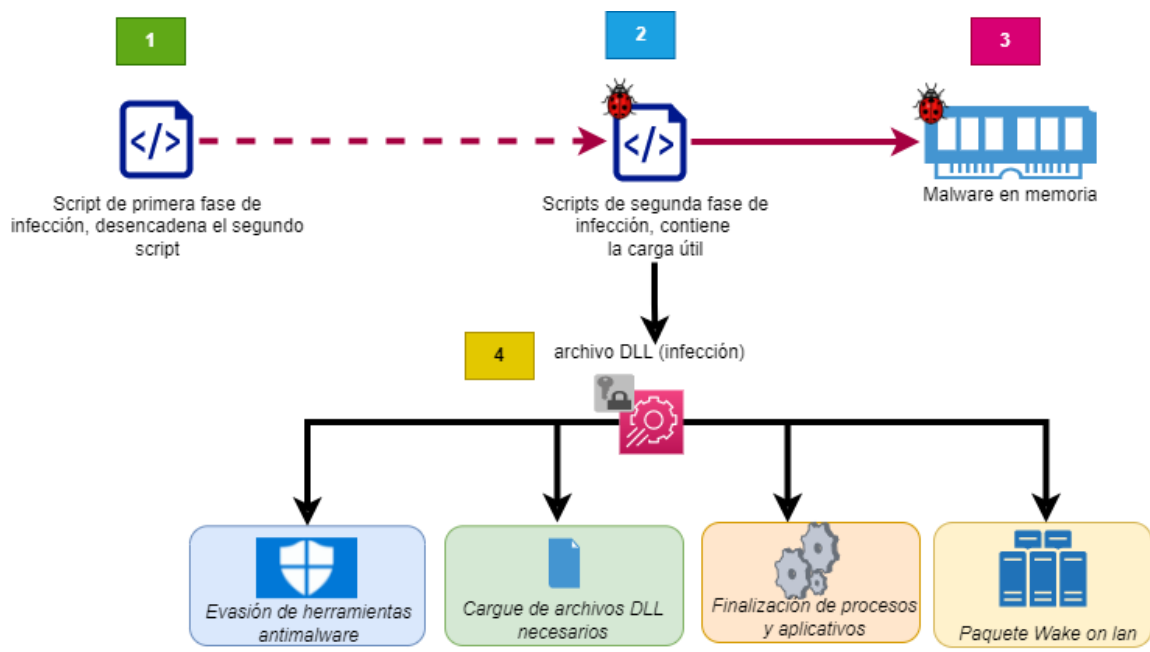 1
2
3
</>
</>
Script de primera fase de
infección, desencadena el segundo
script
Scripts de segunda fase de
infección, contiene
la carga útil
Malware en memoria
4
archivo DLL (infección)
Evasión de herramientas
antimalware
Cargue de archivos DLL
necesarios
Finalización de procesos
y aplicativos
Paquete Wake on lan